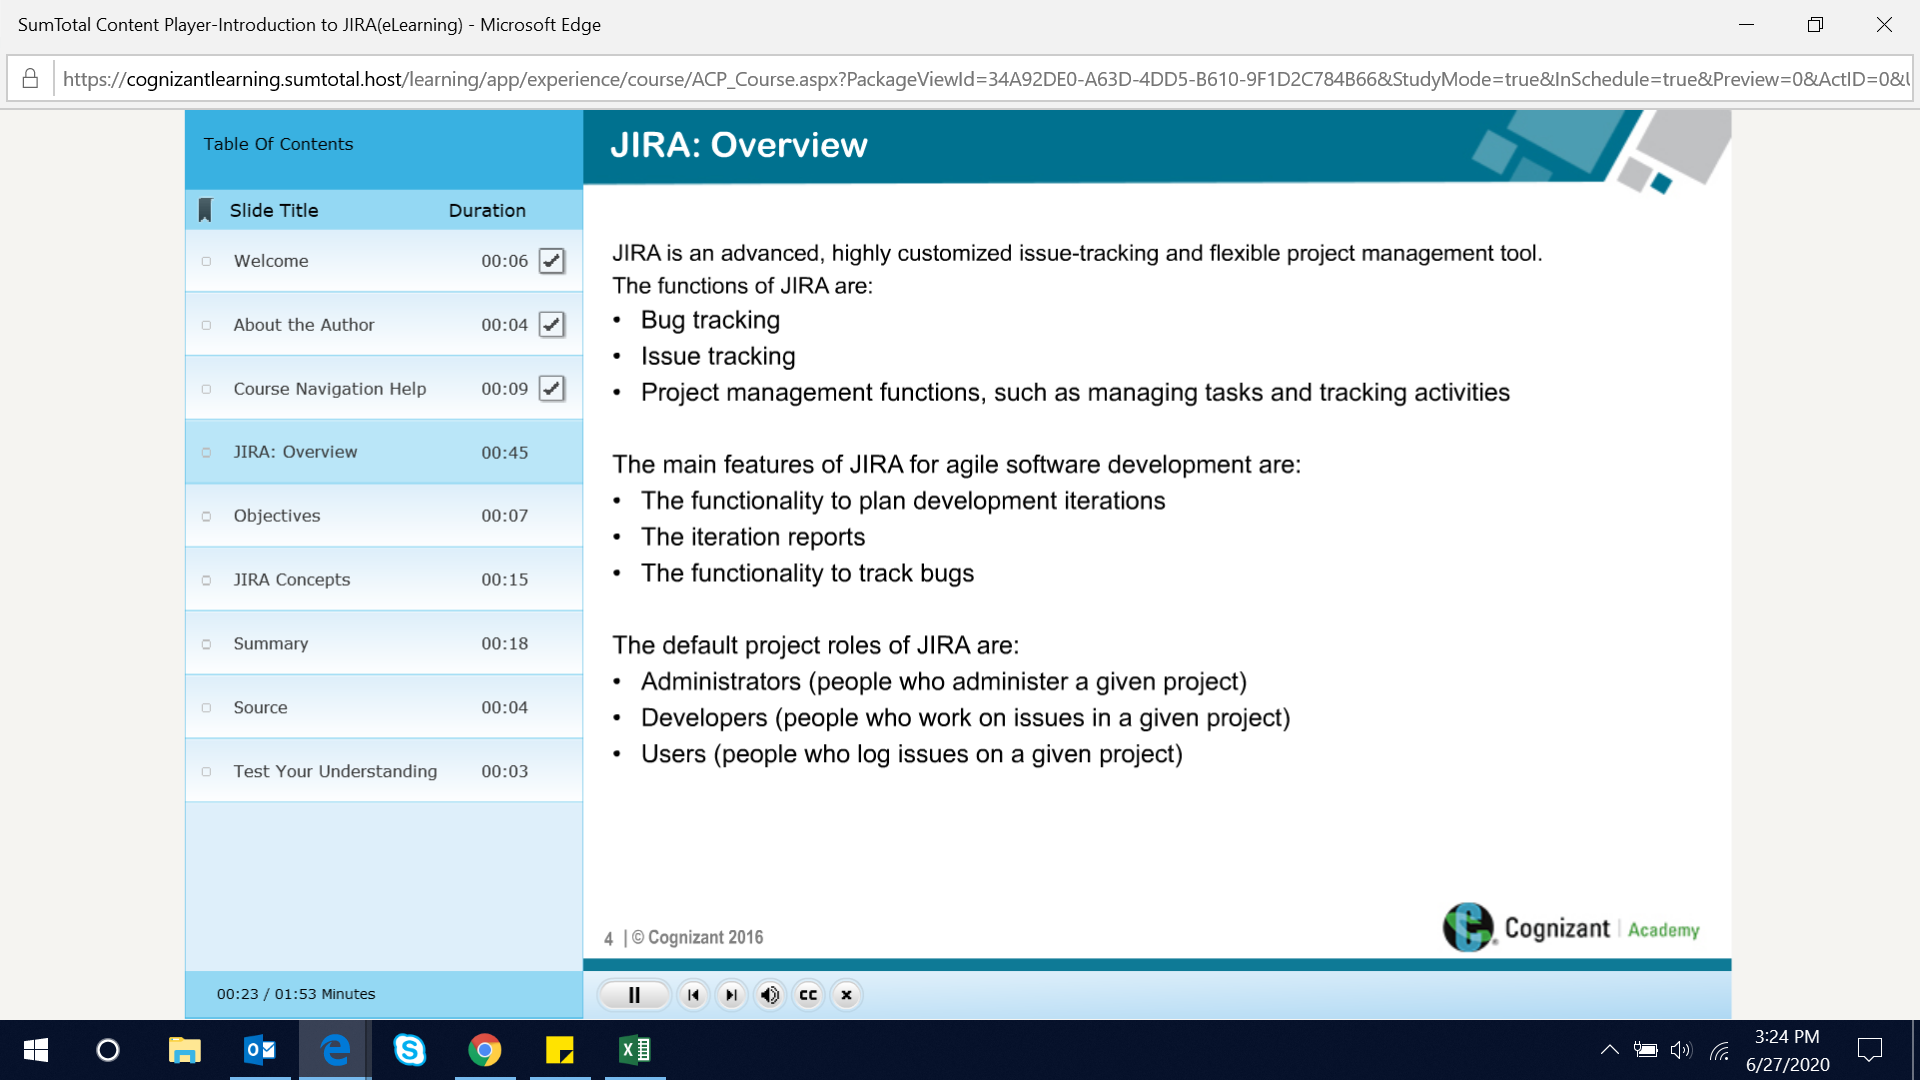 SumTotal Content Player-Introduction to JIRA(eLearning) - Microsoft Edge
https://cognizantlearning.sumtotal.host/learning/app/experience/course/ACP_Course.aspx?PackageViewId=34A92DE0-A63D-4DD5-B610-9F1D2C784B66&StudyMode=true&InSchedule=true&Preview=0&ActID=0&
Table Of Contents
Slide Title Duration
Welcome 00:06
About the Author 00:04
Course Navigation Help 00:09
JIRA: Overview 00:45
Objectives 00:07
JIRA Concepts 00:15
Summary 00:18
Source 00:04
Test Your Understanding 00:03
00:23 / 01:53 Minutes
JIRA: Overview
JIRA is an advanced, highly customized issue-tracking and flexible project management tool.
The functions of JIRA are:
• Bug tracking
• Issue tracking
• Project management functions, such as managing tasks and tracking activities
The main features of JIRA for agile software development are:
• The functionality to plan development iterations
• The iteration reports
• The functionality to track bugs
The default project roles of JIRA are:
• Administrators (people who administer a given project)
• Developers (people who work on issues in a given project)
• Users (people who log issues on a given project)
4 | © Cognizant 2016
Cognizant | Academy
CC
3:24 PM
6/27/2020